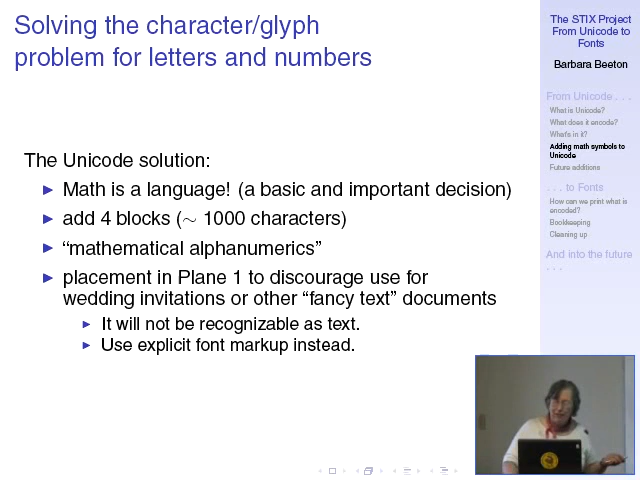 Solving the character/glyph
problem for letters and numbers
The Unicode solution:
Math is a language! (a basic and important decision)
add 4 blocks (∼ 1000 characters)
“mathematical alphanumerics”
placement in Plane 1 to discourage use for
wedding invitations or other “fancy text” documents
It will not be recognizable as text.
Use explicit font markup instead.
The STIX Project
From Unicode to
Fonts
Barbara Beeton
From Unicode . . .
What is Unicode?
What does it encode?
What's in it?
Adding math symbols to
Unicode
Future additions
. . . to Fonts
How can we print what is
encoded?
Bookkeeping
Cleaning up
And into the future
. . .